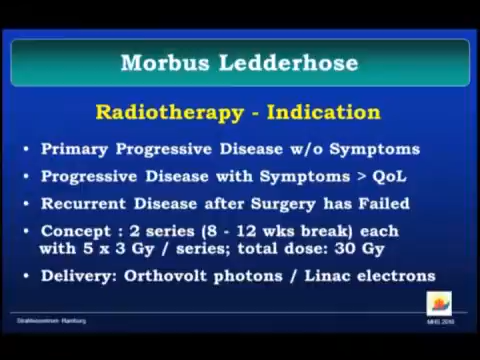 Morbus Ledderhose
Radiotherapy - Indication
• Primary Progressive Disease w/o Symptoms
• Progressive Disease with Symptoms > QoL
• Recurrent Disease after Surgery has Failed
• Concept : 2 series (8 - 12 wks break) each
with 5 x 3 Gy / series; total dose: 30 Gy
• Delivery: Orthovolt photons / Linac electrons
Strahlenzentrum Hamburg